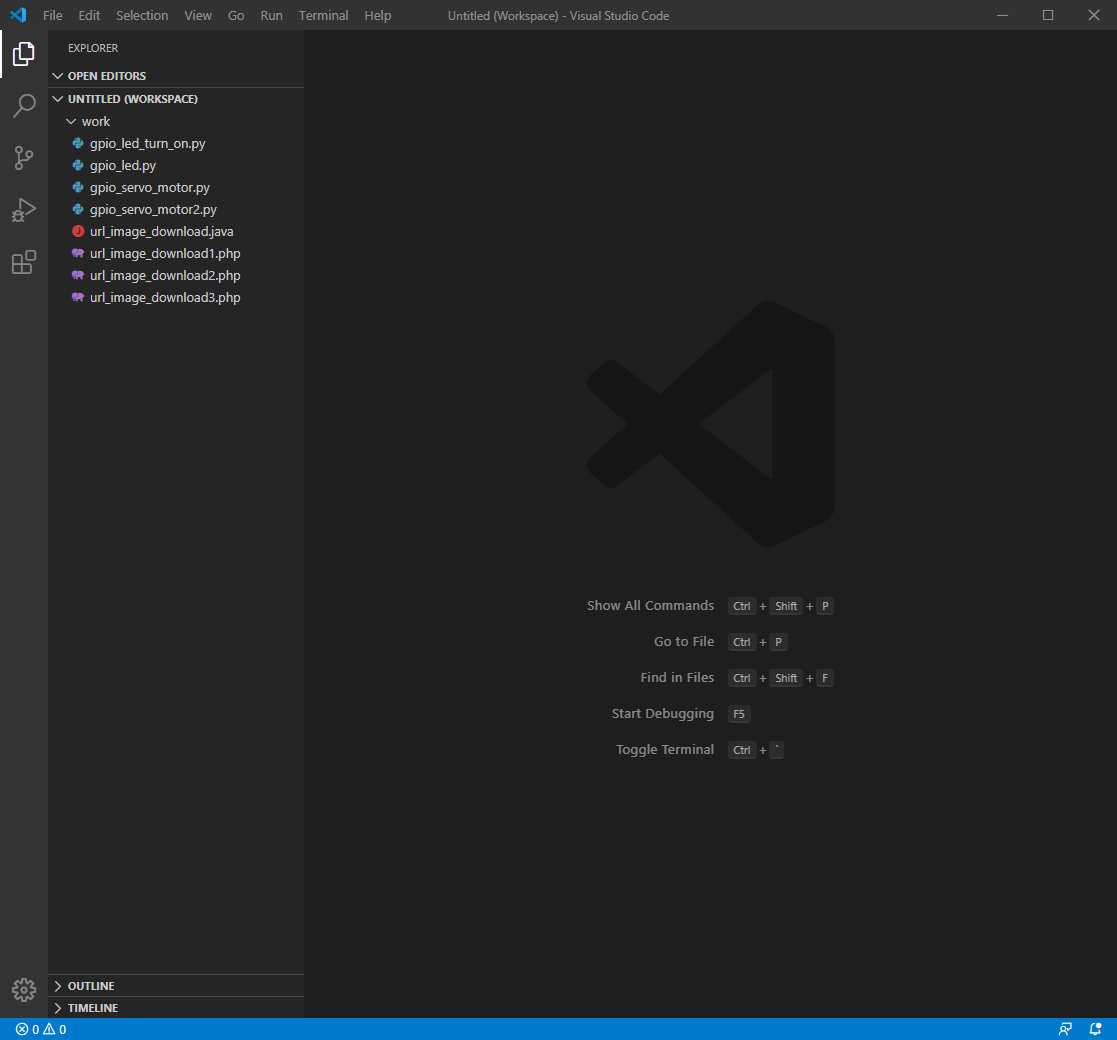 File Edit Selection View Go Run Terminal Help Untitled (Workspace) - Visual Studio Code
EXPLORER
OPEN EDITORS
UNTITLED (WORKSPACE)
work
gpio_led_turn_on.py
gpio_led.py
gpio_servo_motor.py
gpio_servo_motor2.py
url_image_download.java
url_image_download1.php
url_image_download2.php
url_image_download3.php
Show All Commands Ctrl + Shift + P
Go to File Ctrl + P
Find in Files Ctrl + Shift + F
Start Debugging F5
Toggle Terminal Ctrl + `
OUTLINE
TIMELINE
0 0